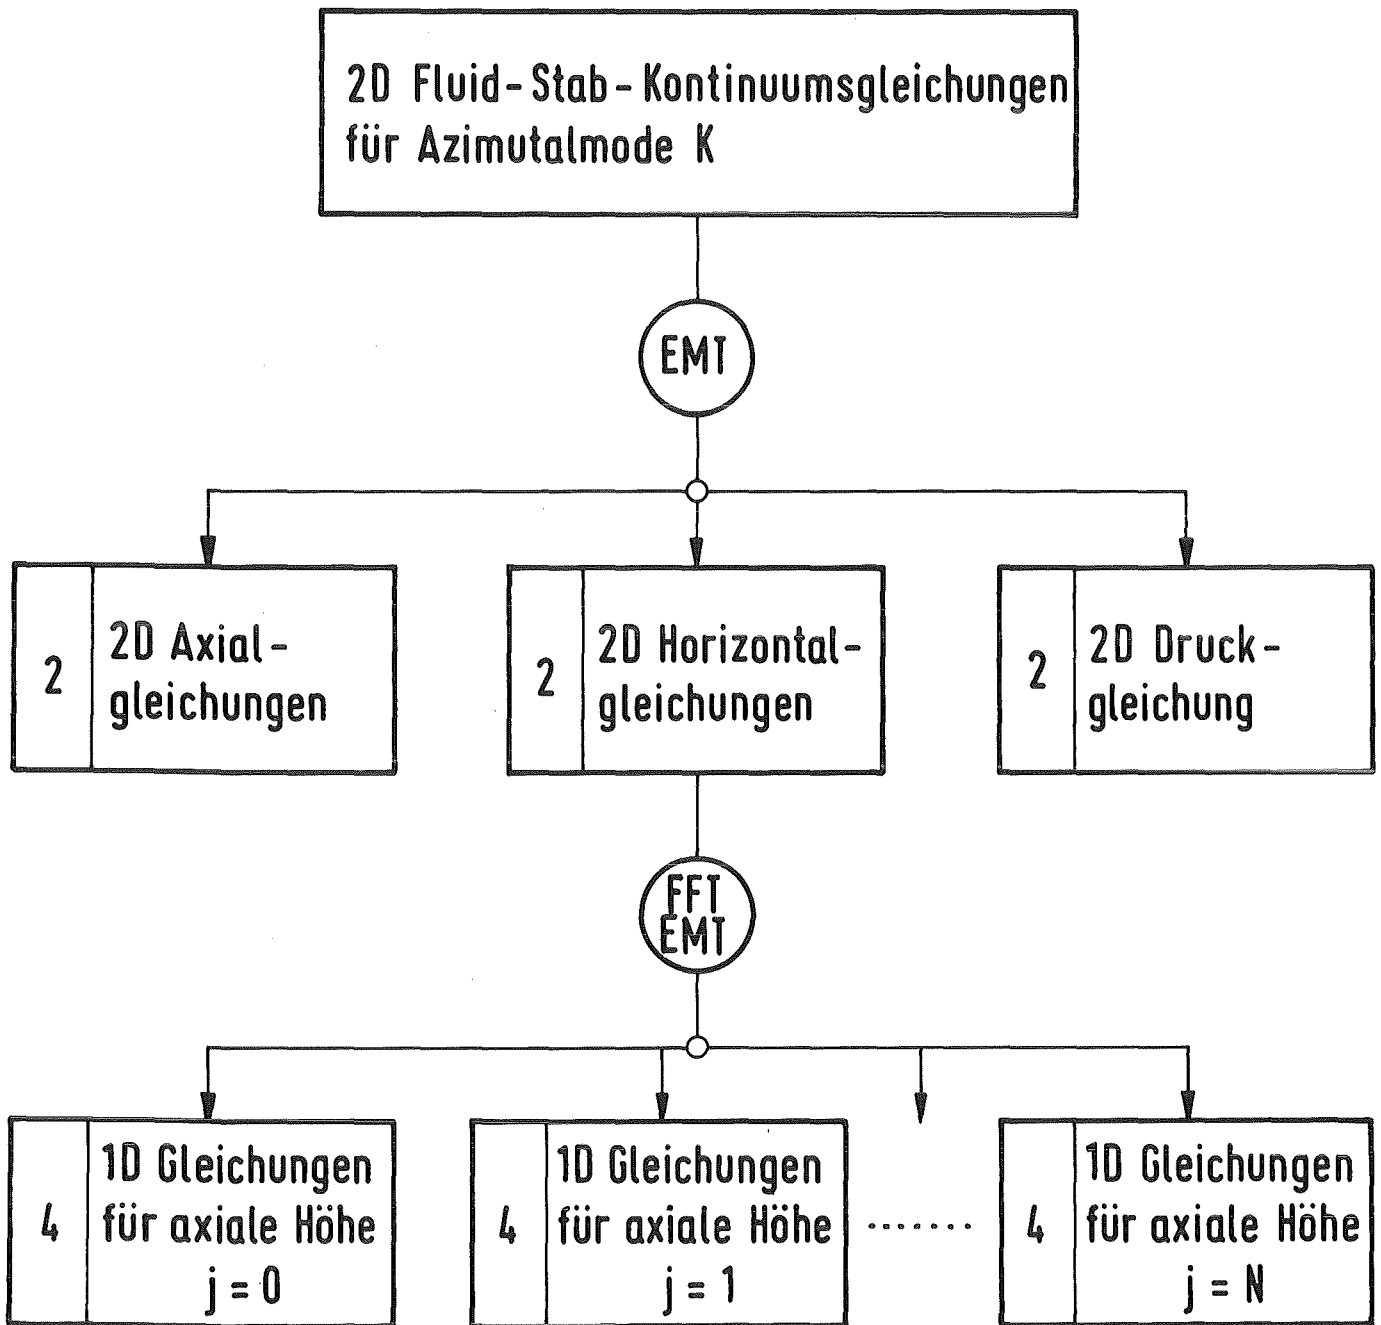 2D Fluid-Stab-Kontinuumsgleichungen
für Azimutalmode K
EMT
2
2D Axial-
gleichungen
2
2D Horizontal-
gleichungen
2
2D Druck-
gleichung
FFT
EMT
4
1D Gleichungen
für axiale Höhe
j = 0
4
1D Gleichungen
für axiale Höhe
j = 1
.......
4
1D Gleichungen
für axiale Höhe
j = N